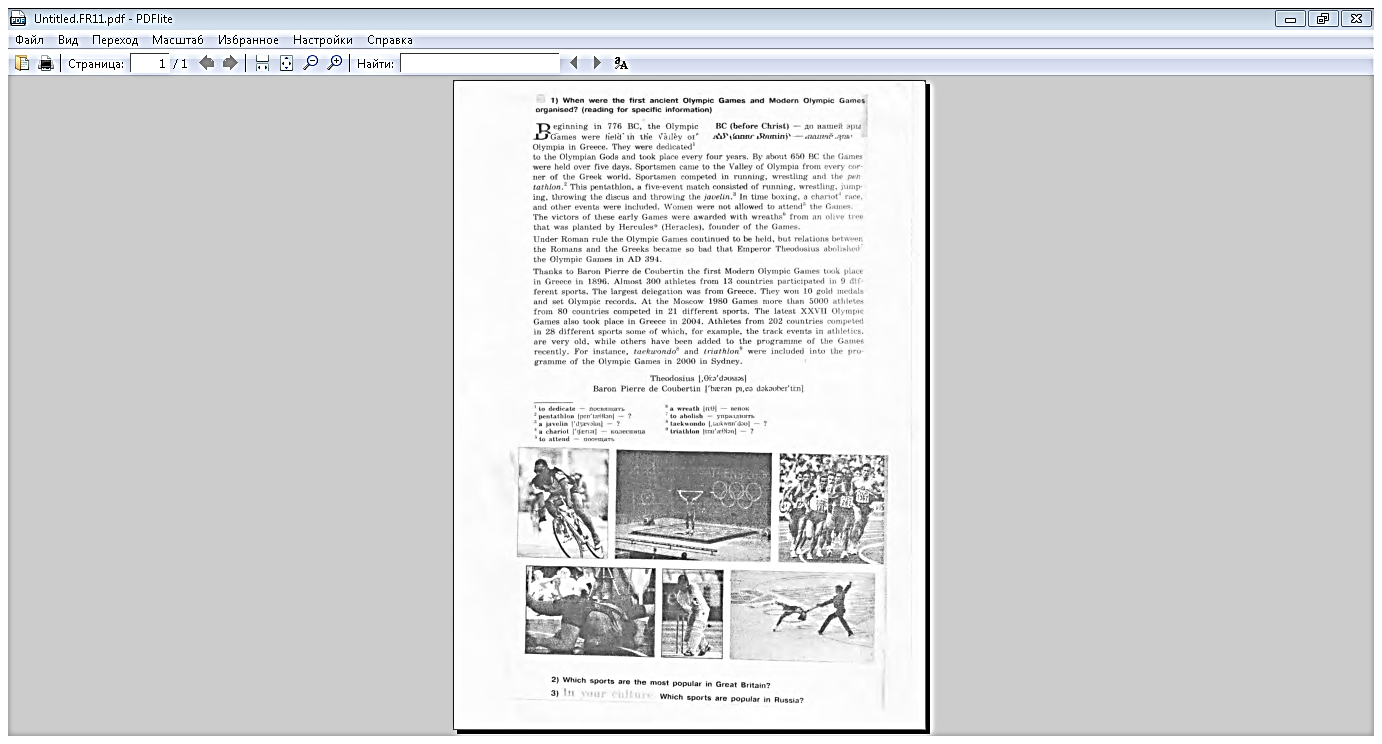 Untitled.FR11.pdf - PDFlite
Файл Вид Переход Масштаб Избранное Настройки Справка
Страница: 1 / 1 Найти:
1) When were the first ancient Olympic Games and Modern Olympic Games
organised? (reading for specific information)
Beginning in 776 BC, the Olympic
Games were held in the Valley of
Olympia in Greece. They were dedicated1
BC (before Christ) — до нашей эры
AD (Anno Domini) — нашей эры
to the Olympian Gods and took place every four years. By about 650 BC the Games
were held over five days. Sportsmen came to the Valley of Olympia from every cor-
ner of the Greek world. Sportsmen competed in running, wrestling and the pen
tathlon.2 This pentathlon, a five-event match consisted of running, wrestling, jump-
ing, throwing the discus and throwing the javelin.3 In time boxing, a chariot4 race,
and other events were included. Women were not allowed to attend5 the Games.
The victors of these early Games were awarded with wreaths6 from an olive tree
that was planted by Hercules* (Heracles), founder of the Games.
Under Roman rule the Olympic Games continued to be held, but relations between
the Romans and the Greeks became so bad that Emperor Theodosius abolished7
the Olympic Games in AD 394.
Thanks to Baron Pierre de Coubertin the first Modern Olympic Games took place
in Greece in 1896. Almost 300 athletes from 13 countries participated in 9 dif-
ferent sports. The largest delegation was from Greece. They won 10 gold medals
and set Olympic records. At the Moscow 1980 Games more than 5000 athletes
from 80 countries competed in 21 different sports. The latest XXVII Olympic
Games also took place in Greece in 2004. Athletes from 202 countries competed
in 28 different sports some of which, for example, the track events in athletics,
are very old, while others have been added to the programme of the Games
recently. For instance, taekwondo8 and triathlon9 were included into the pro-
gramme of the Olympic Games in 2000 in Sydney.
Theodosius
Baron Pierre de Coubertin
1 to dedicate — посвящать
2 pentathlon — ?
3 a javelin — ?
4 a chariot — колесница
5 to attend — посещать
6 a wreath — венок
7 to abolish — упразднять
8 taekwondo — ?
9 triathlon — ?
2) Which sports are the most popular in Great Britain?
3) In your culture Which sports are popular in Russia?